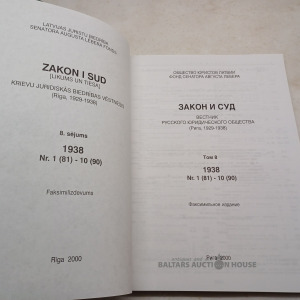 LATVIJAS JURISTU BIEDRĪBA
SENATORA AUGUSTA LĒBERA FONDS
ZAKON I SUD
[LIKUMS UN TIESA]
KRIEVU JURIDISKĀS BIEDRĪBAS VĒSTNESIS
(Rīga, 1929-1938)
8. sējums
1938
Nr. 1 (81) - 10 (90)
Faksimilizdevums
Rīga 2000
ОБЩЕСТВО ЮРИСТОВ ЛАТВИИ
ФОНД СЕНАТОРА АВГУСТА ЛЕБЕРА
ЗАКОН И СУД
ВЕСТНИК
РУССКОГО ЮРИДИЧЕСКОГО ОБЩЕСТВА
(Рига, 1929-1938)
Том 8
1938
Nr. 1 (81) - 10 (90)
Факсимильное издание
Рига 2000
BALTARS AUCTION HOUSE